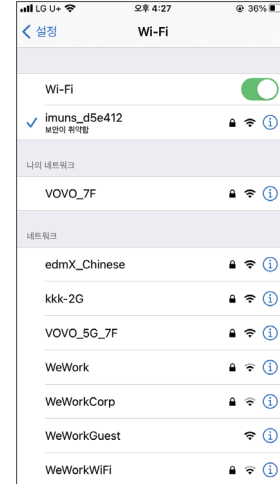 LG U+ 오후 4:27 36%
설정 Wi-Fi
Wi-Fi
imuns_d5e412
보안이 취약함
나의 네트워크
VOVO_7F
네트워크
edmX_Chinese
kkk-2G
VOVO_5G_7F
WeWork
WeWorkCorp
WeWorkGuest
WeWorkWiFi